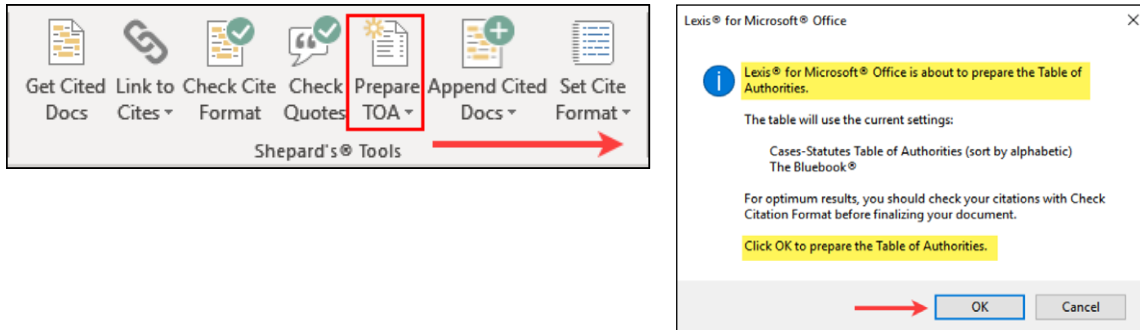 Get Cited Link to Check Cite Check Prepare Append Cited Set Cite
Docs Cites Format Quotes TOA Docs Format
Shepard's® Tools
Lexis® for Microsoft® Office
Lexis® for Microsoft® Office is about to prepare the Table of
Authorities.
The table will use the current settings:
Cases-Statutes Table of Authorities (sort by alphabetic)
The Bluebook®
For optimum results, you should check your citations with Check
Citation Format before finalizing your document.
Click OK to prepare the Table of Authorities.
OK Cancel